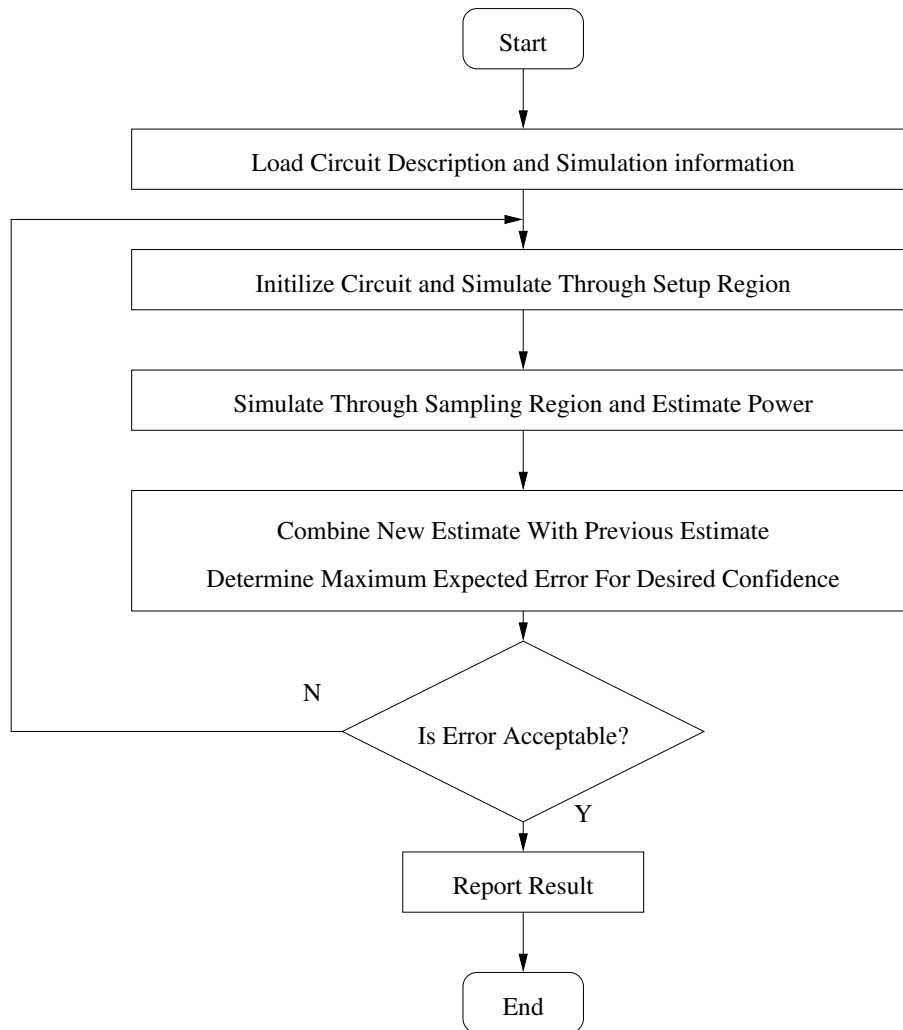 Start
Load Circuit Description and Simulation information
Initilize Circuit and Simulate Through Setup Region
Simulate Through Sampling Region and Estimate Power
Combine New Estimate With Previous Estimate
Determine Maximum Expected Error For Desired Confidence
N
Is Error Acceptable?
Y
Report Result
End